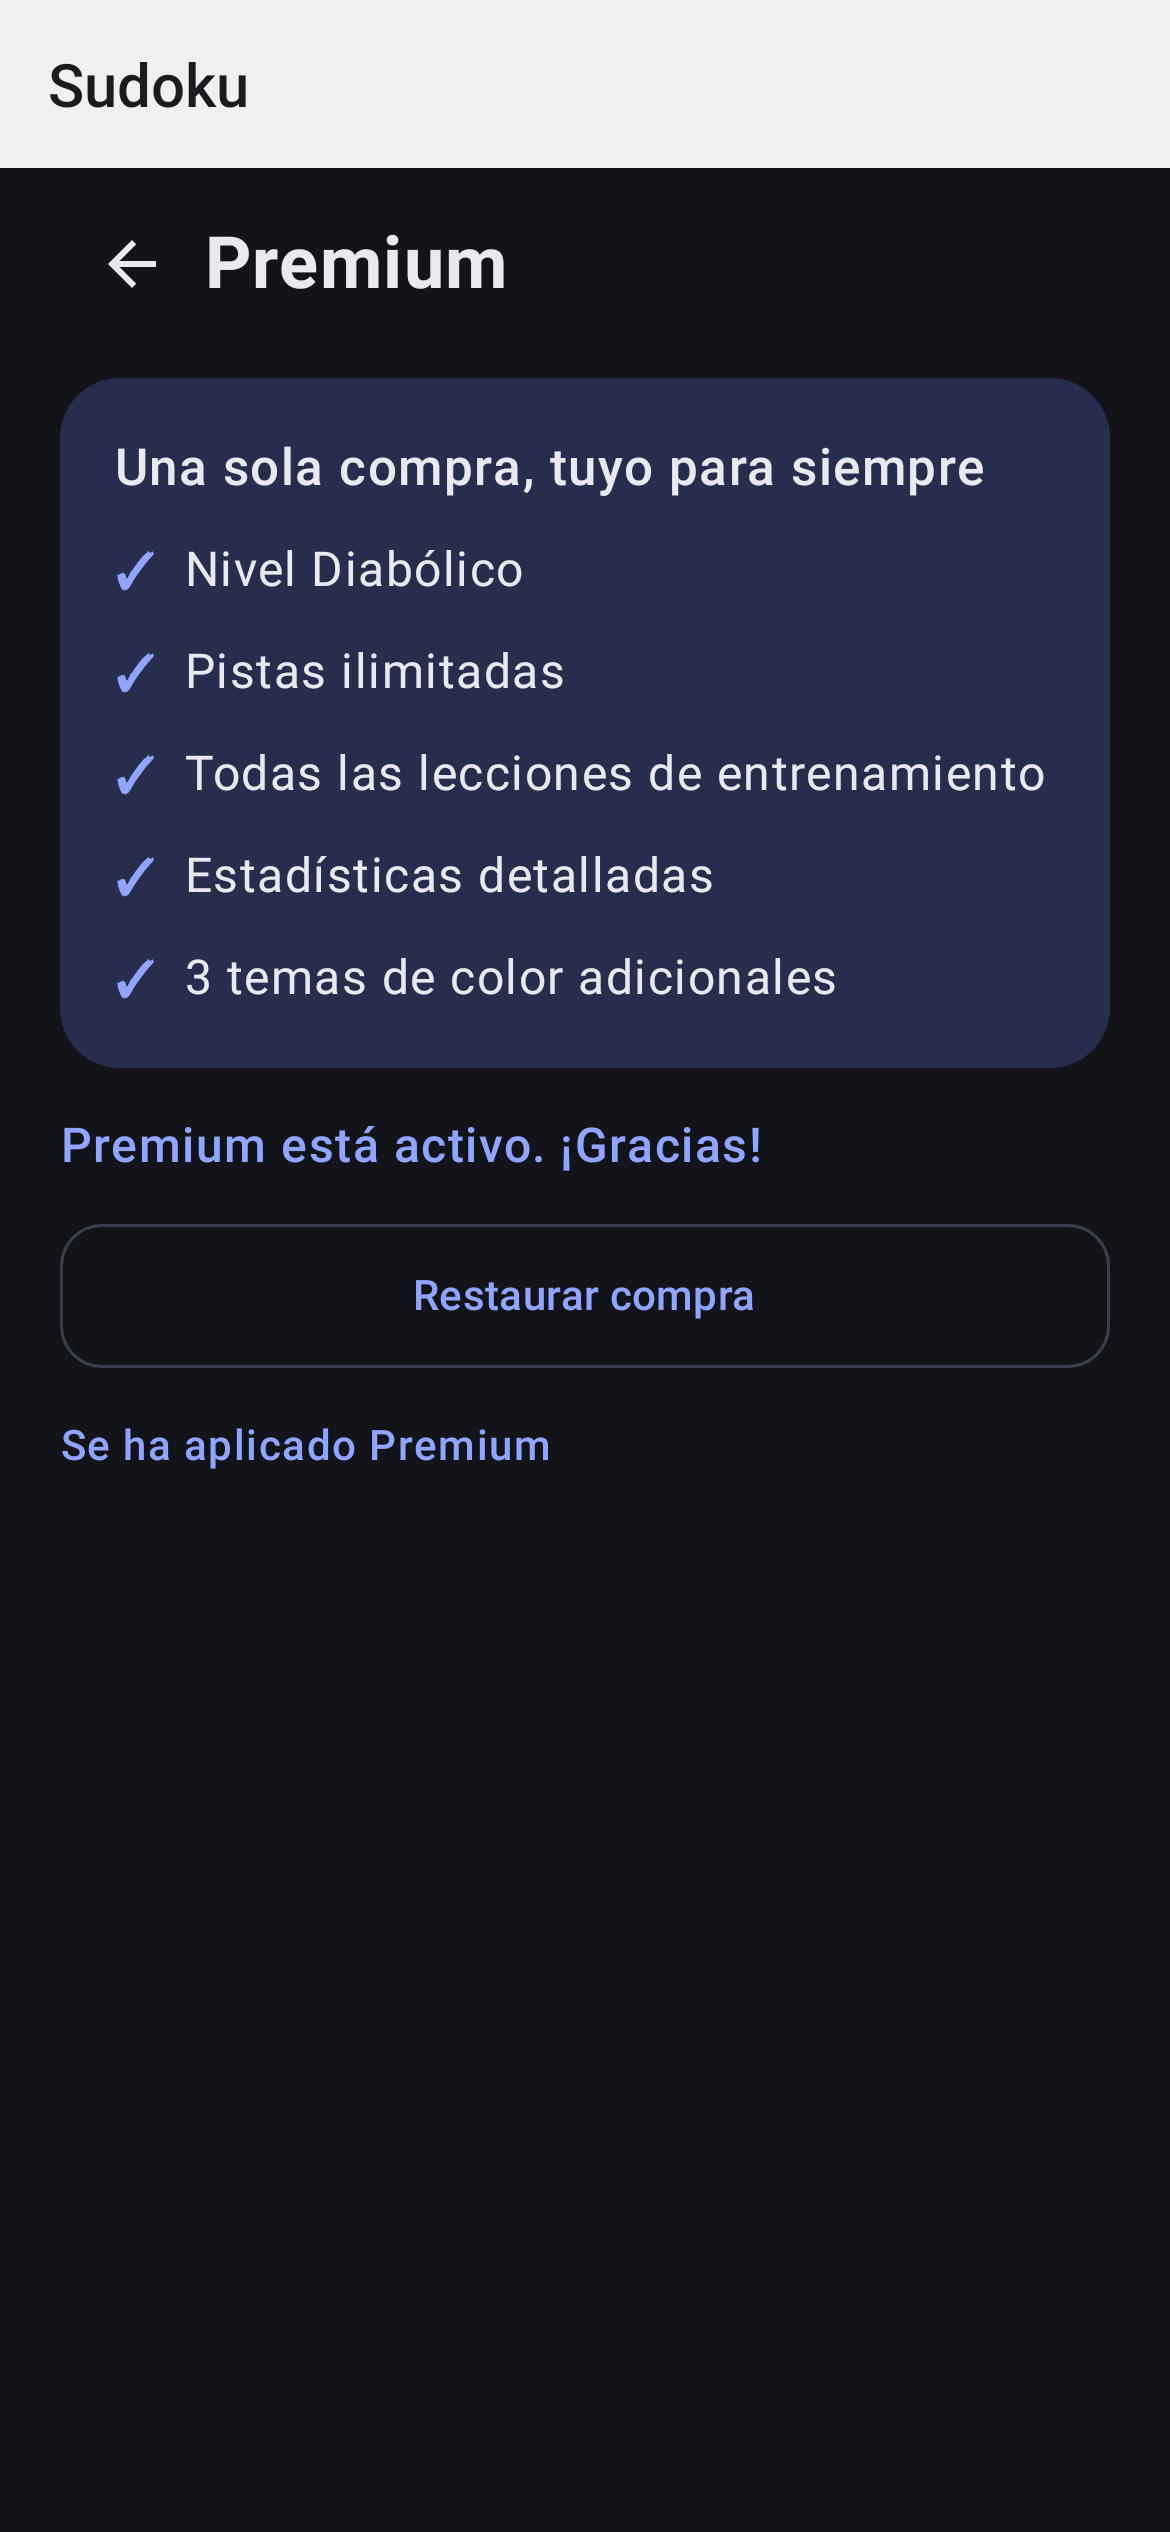 Sudoku
Premium
Una sola compra, tuyo para siempre
✓ Nivel Diabólico
✓ Pistas ilimitadas
✓ Todas las lecciones de entrenamiento
✓ Estadísticas detalladas
✓ 3 temas de color adicionales
Premium está activo. ¡Gracias!
Restaurar compra
Se ha aplicado Premium